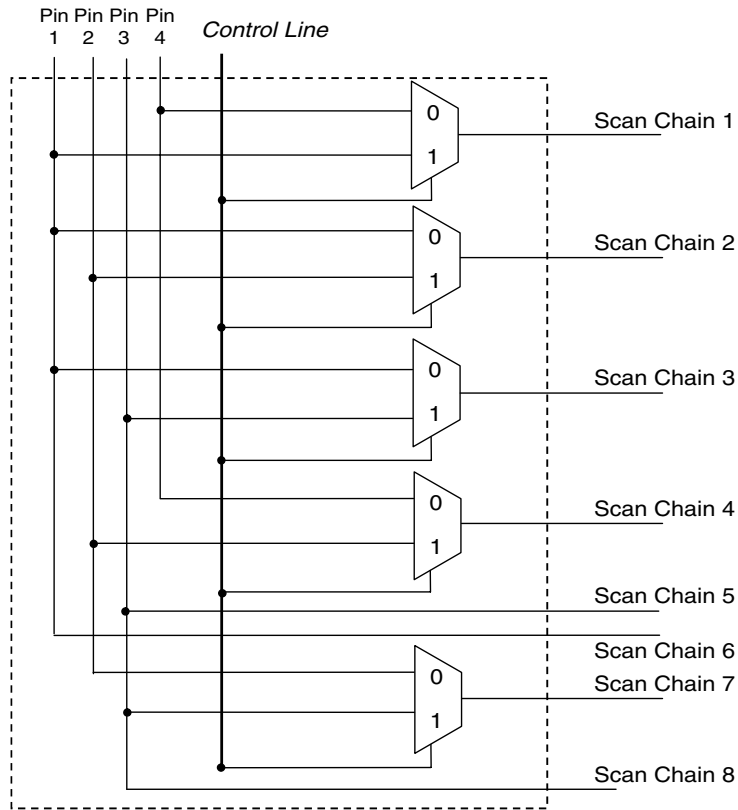 Pin Pin Pin Pin
1 2 3 4
Control Line
0
1
Scan Chain 1
0
1
Scan Chain 2
0
1
Scan Chain 3
0
1
Scan Chain 4
Scan Chain 5
Scan Chain 6
0
1
Scan Chain 7
Scan Chain 8